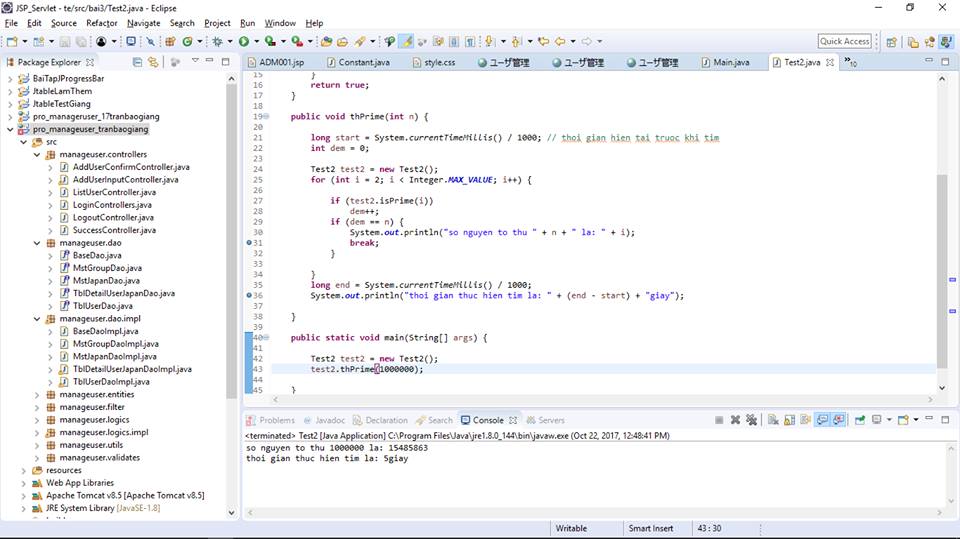 JSP_Servlet - te/src/bai3/Test2.java - Eclipse
File Edit Source Refactor Navigate Search Project Run Window Help
Quick Access
Package Explorer
ADM001.jsp Constant.java style.css ユーザ管理 ユーザ管理 ユーザ管理 Main.java Test2.java »10
BaiTapJProgressBar
JtableLamThem
JtableTestGiang
pro_manageuser_17tranbaogiang
pro_manageuser_tranbaogiang
src
manageuser.controllers
AddUserConfirmController.java
AddUserInputController.java
ListUserController.java
LoginControllers.java
LogoutController.java
SuccessController.java
manageuser.dao
BaseDao.java
MstGroupDao.java
MstJapanDao.java
TblDetailUserJapanDao.java
TblUserDao.java
manageuser.dao.impl
BaseDaoImpl.java
MstGroupDaoImpl.java
MstJapanDaoImpl.java
TblDetailUserJapanDaoImpl.java
TblUserDaoImpl.java
manageuser.entities
manageuser.filter
manageuser.logics
manageuser.logics.impl
manageuser.utils
manageuser.validates
resources
Web App Libraries
Apache Tomcat v8.5 [Apache Tomcat v8.5]
JRE System Library [JavaSE-1.8]
15 }
16 return true;
17 }
18
19 public void thPrime(int n) {
20
21 long start = System.currentTimeMillis() / 1000; // thoi gian hien tai truoc khi tim
22 int dem = 0;
23
24 Test2 test2 = new Test2();
25 for (int i = 2; i < Integer.MAX_VALUE; i++) {
26
27 if (test2.isPrime(i))
28 dem++;
29 if (dem == n) {
30 System.out.println("so nguyen to thu " + n + " la: " + i);
31 break;
32 }
33
34 }
35 long end = System.currentTimeMillis() / 1000;
36 System.out.println("thoi gian thuc hien tim la: " + (end - start) + "giay");
37
38 }
39
40 public static void main(String[] args) {
41
42 Test2 test2 = new Test2();
43 test2.thPrime(1000000);
44
45 }
Problems Javadoc Declaration Search Console Servers
<terminated> Test2 [Java Application] C:\Program Files\Java\jre1.8.0_144\bin\javaw.exe (Oct 22, 2017, 12:48:41 PM)
so nguyen to thu 1000000 la: 15485863
thoi gian thuc hien tim la: 5giay
Writable Smart Insert 43 : 30